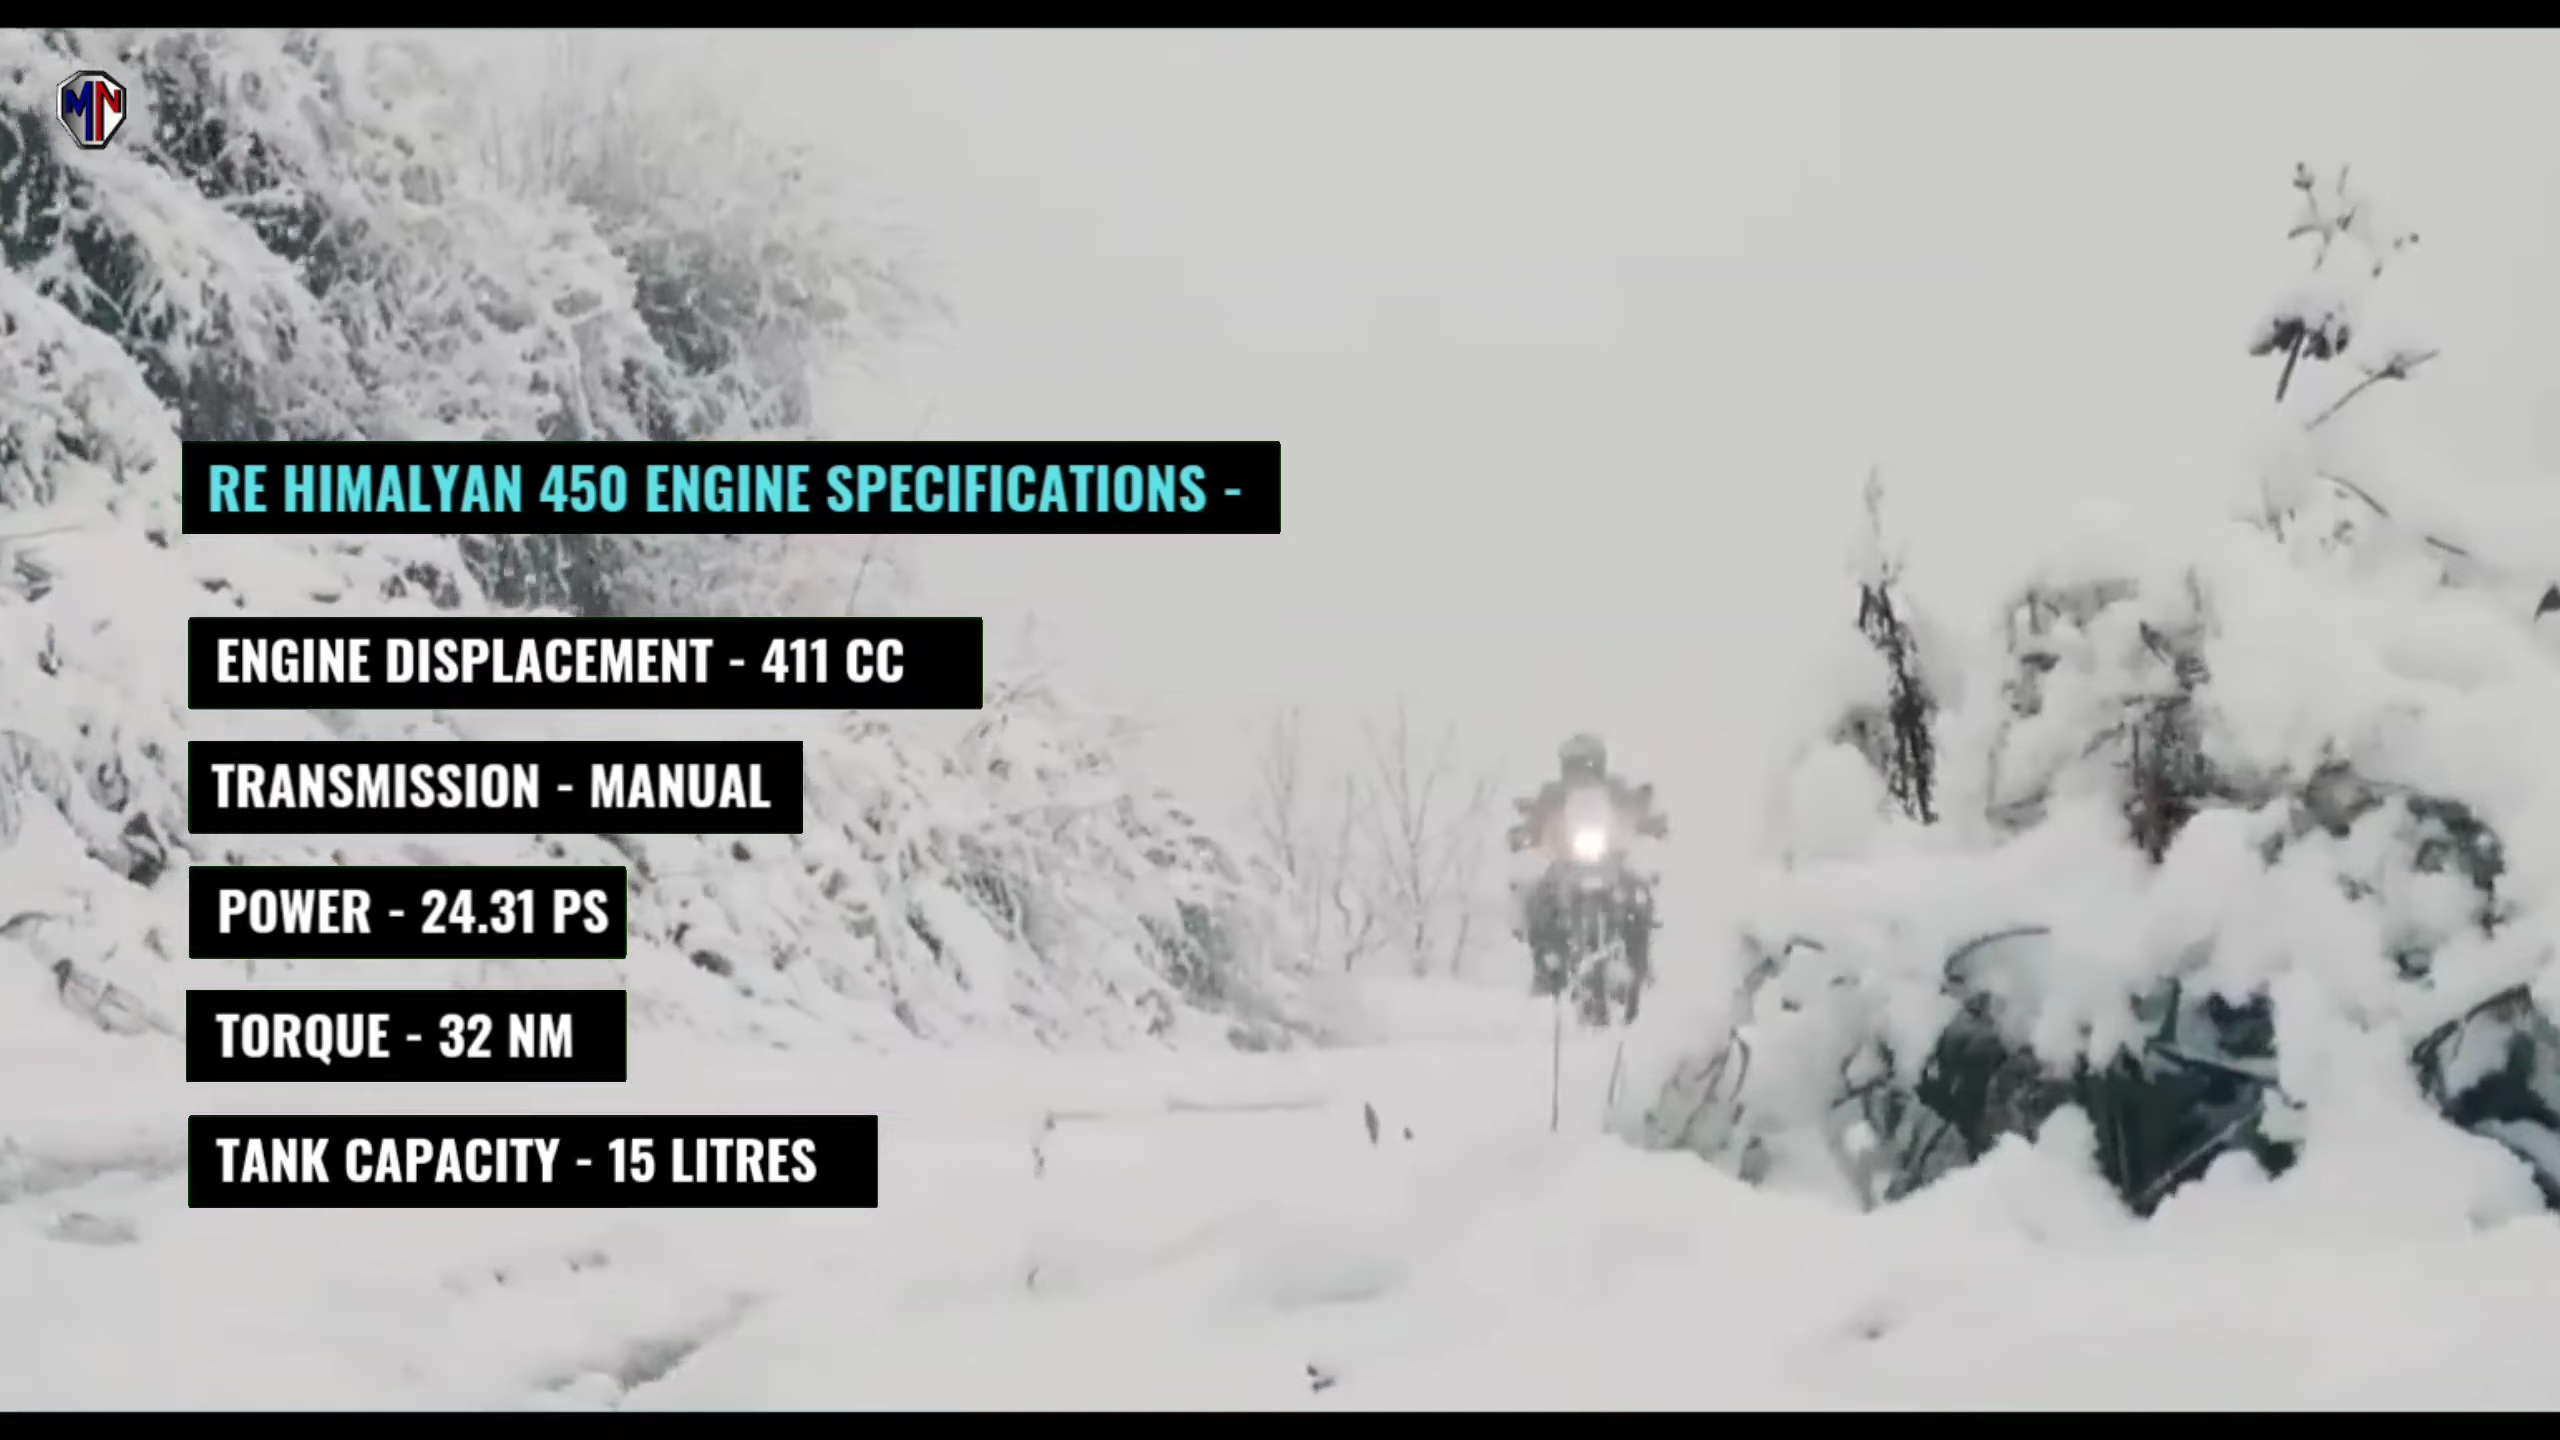 MN
RE HIMALYAN 450 ENGINE SPECIFICATIONS -
ENGINE DISPLACEMENT - 411 CC
TRANSMISSION - MANUAL
POWER - 24.31 PS
TORQUE - 32 NM
TANK CAPACITY - 15 LITRES